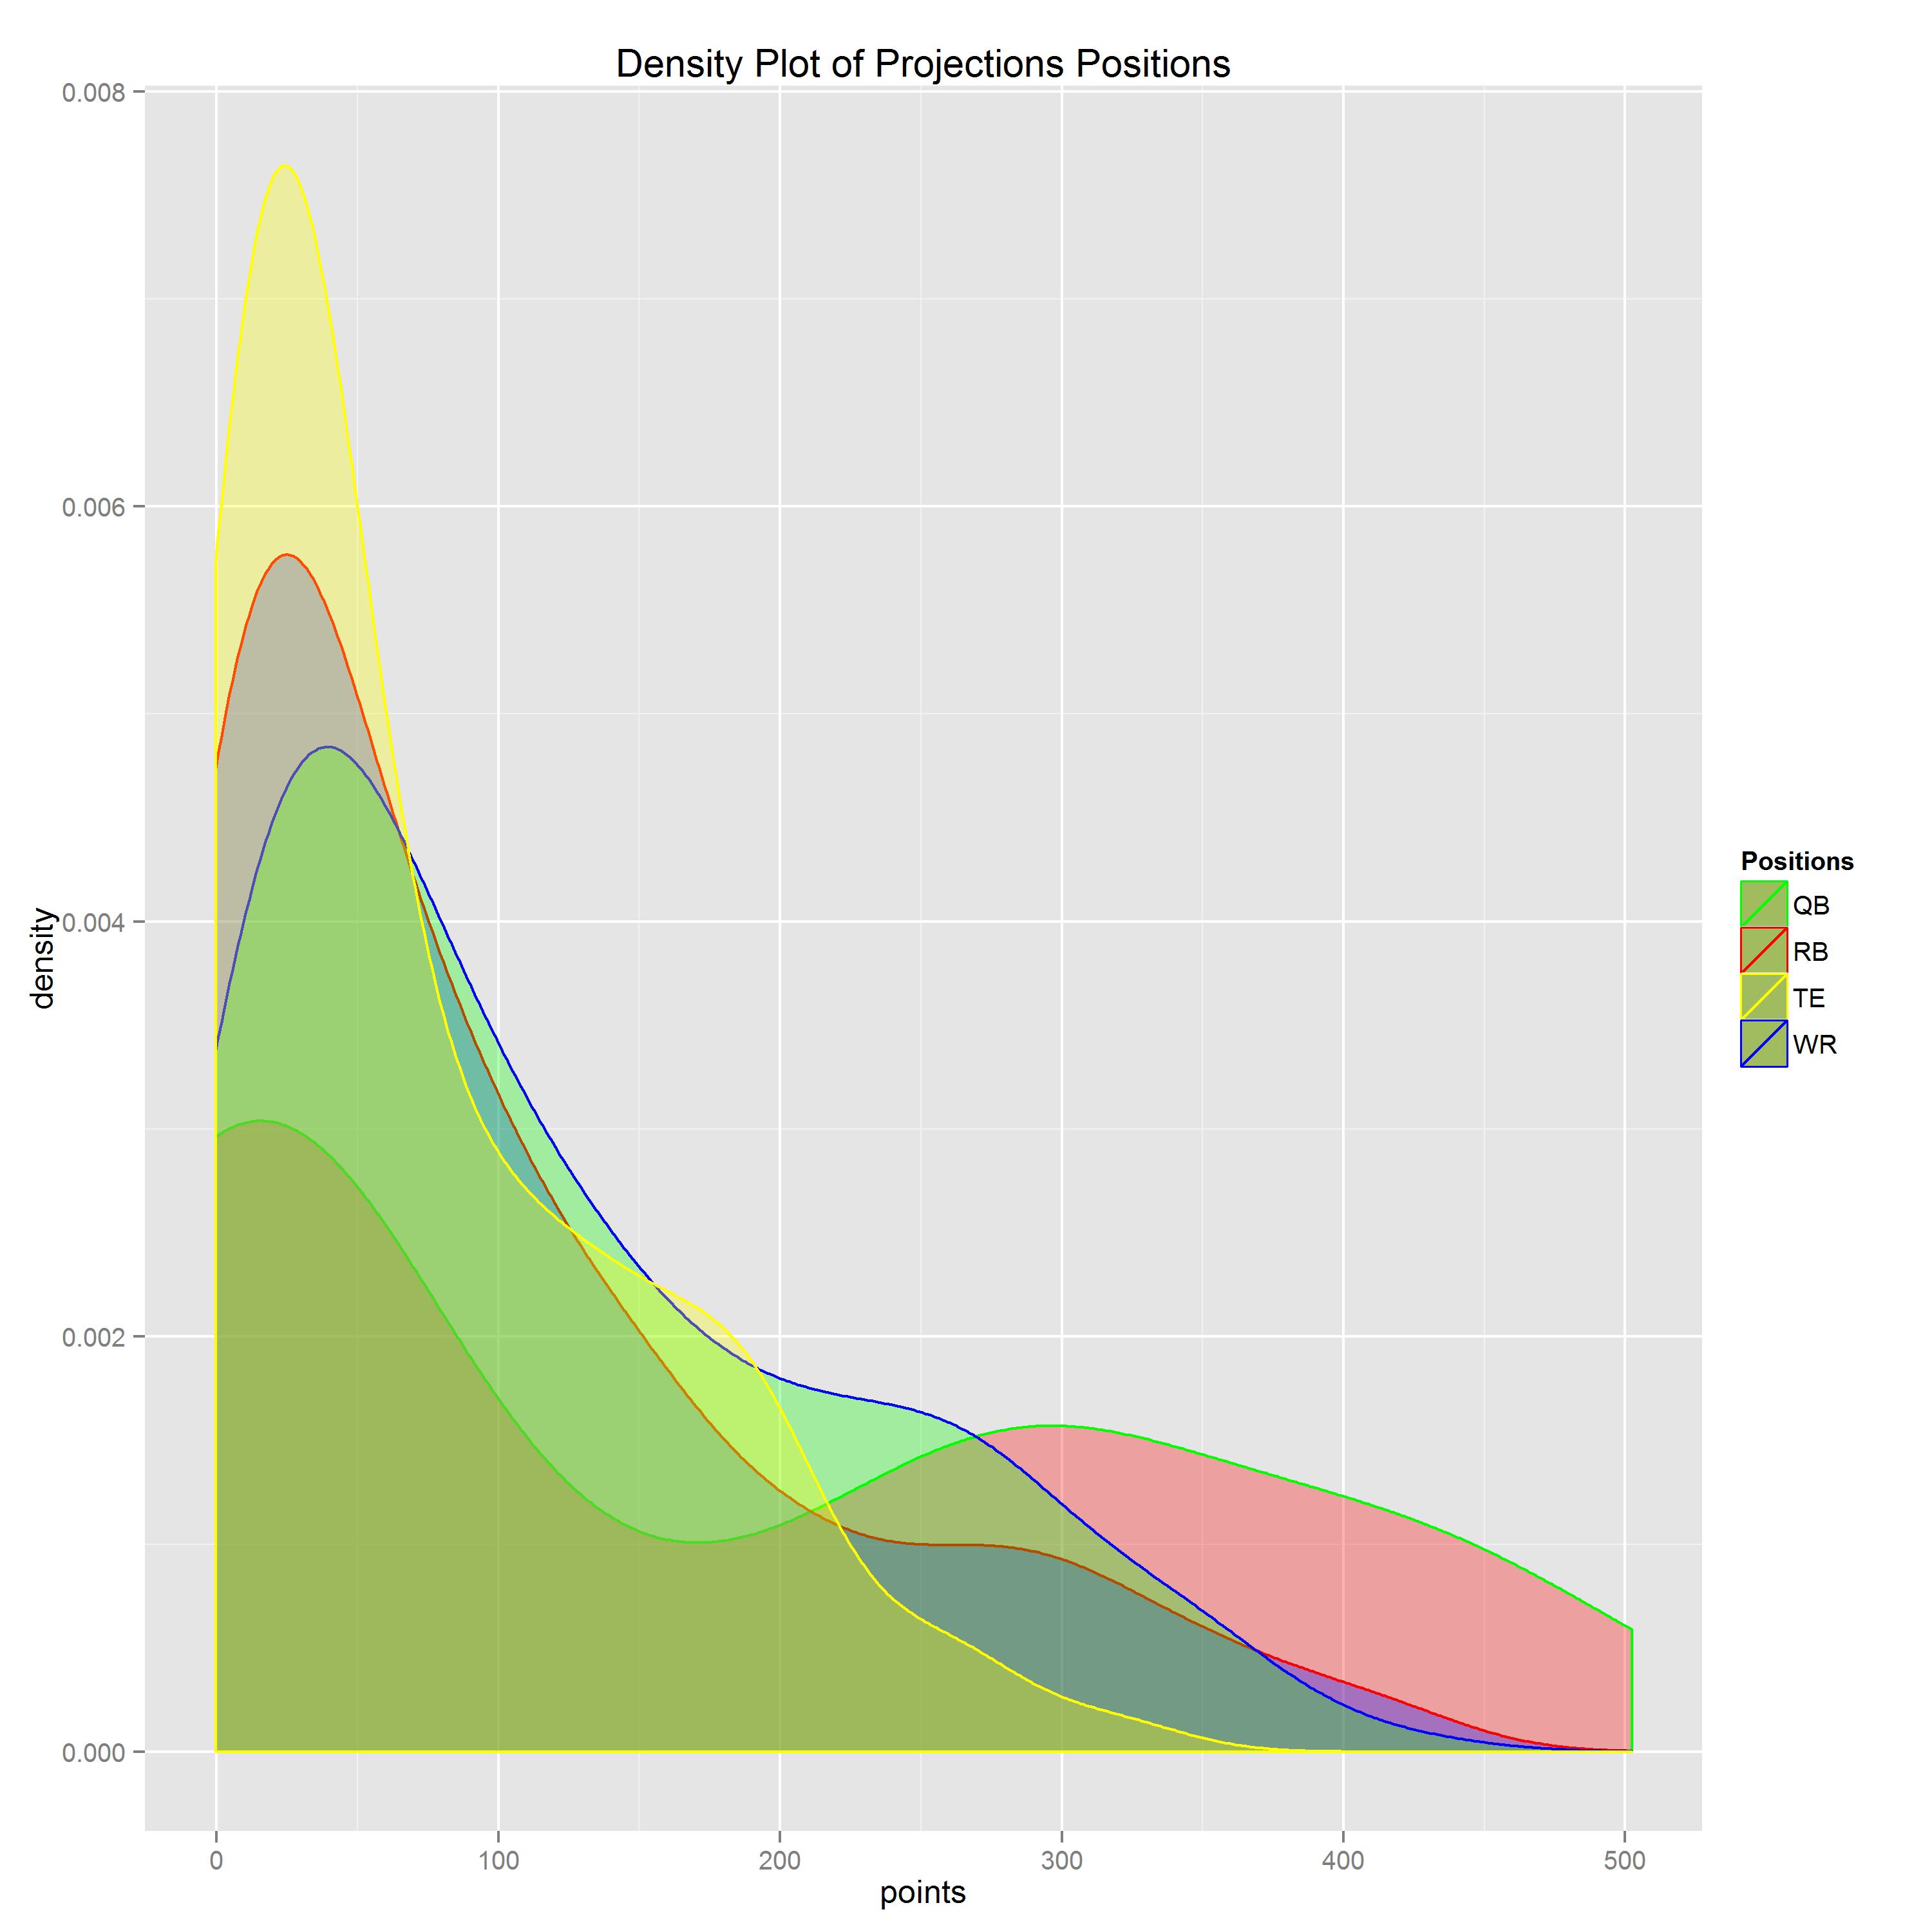 Density Plot of Projections Positions
0.008
0.006
0.004
0.002
0.000
density
0 100 200 300 400 500
points
Positions
QB
RB
TE
WR